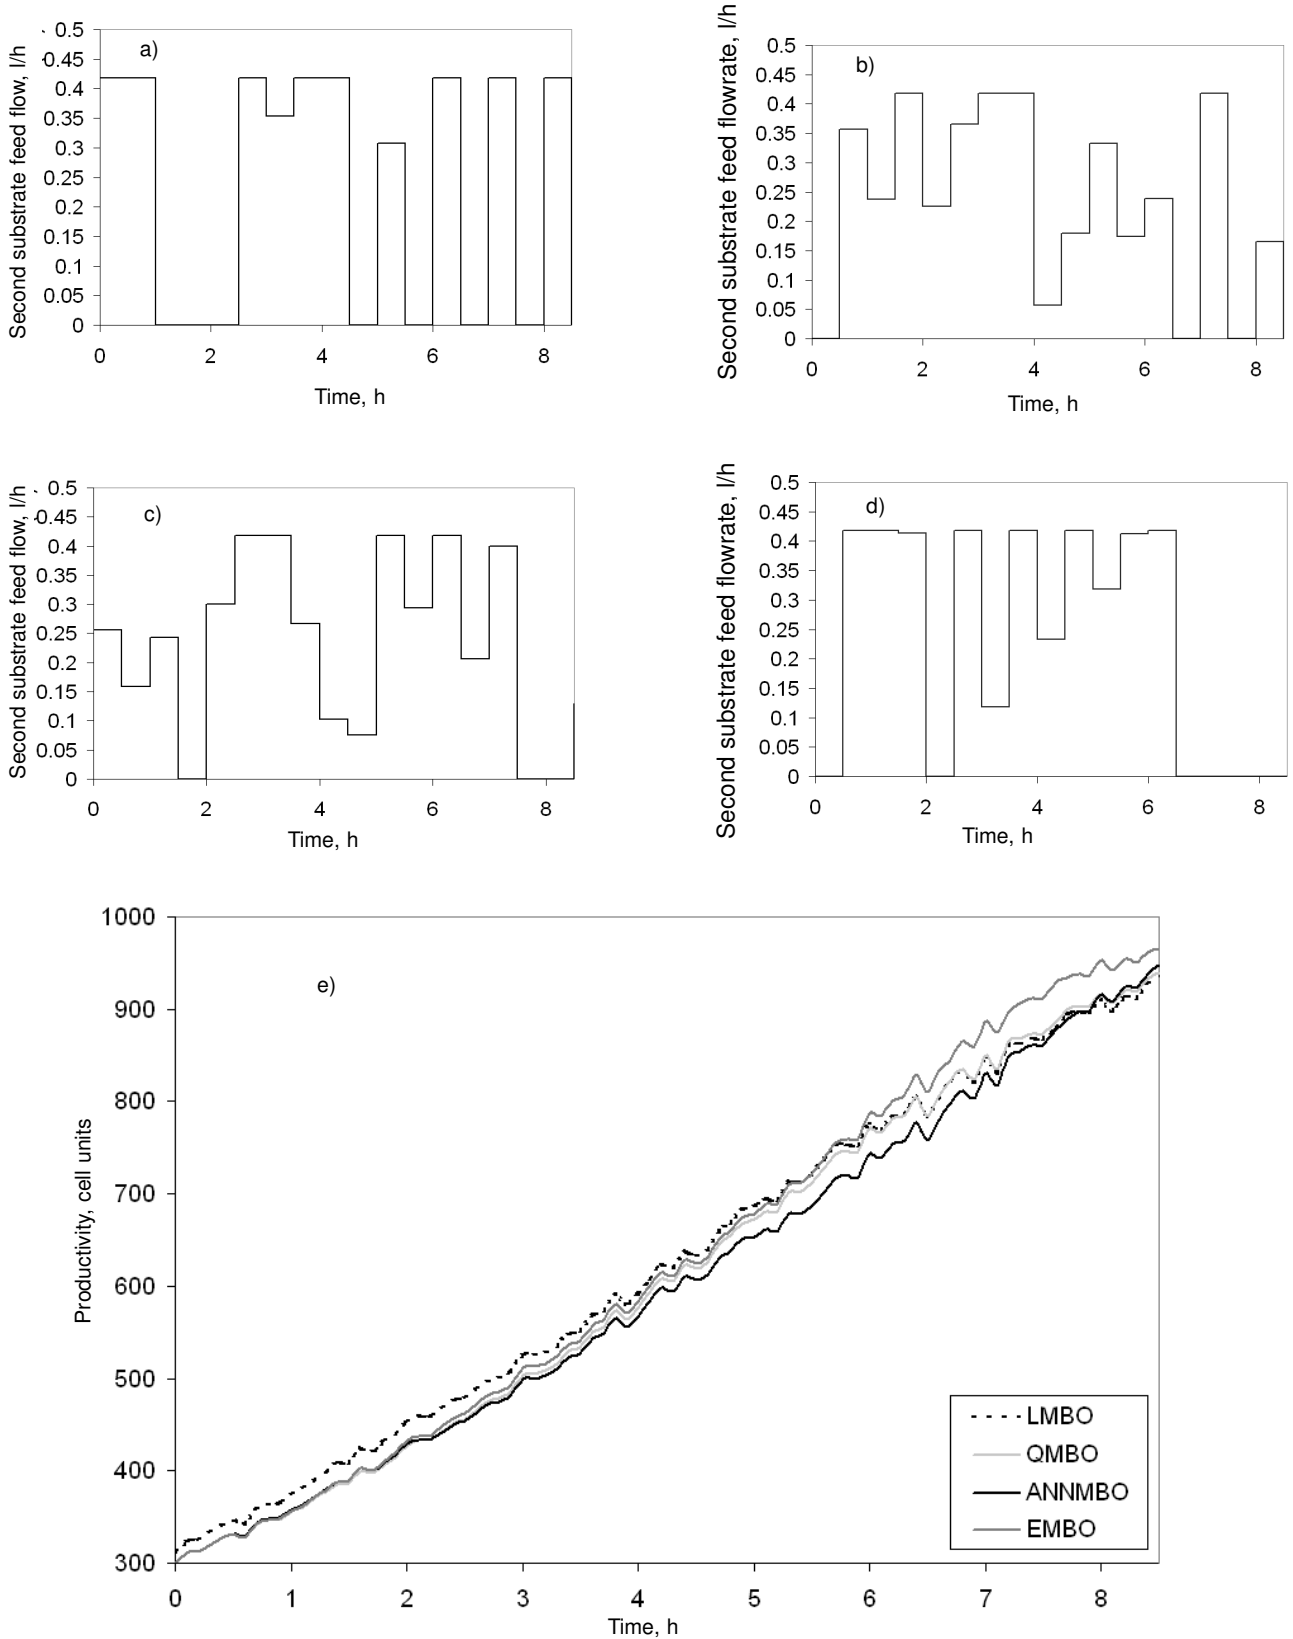 Second substrate feed flow, l/h
a)
0.5
0.45
0.4
0.35
0.3
0.25
0.2
0.15
0.1
0.05
0
0 2 4 6 8
Time, h
Second substrate feed flowrate, l/h
b)
0.5
0.45
0.4
0.35
0.3
0.25
0.2
0.15
0.1
0.05
0
0 2 4 6 8
Time, h
Second substrate feed flow, l/h
c)
0.5
0.45
0.4
0.35
0.3
0.25
0.2
0.15
0.1
0.05
0
0 2 4 6 8
Time, h
Second substrate feed flowrate, l/h
d)
0.5
0.45
0.4
0.35
0.3
0.25
0.2
0.15
0.1
0.05
0
0 2 4 6 8
Time, h
Productivity, cell units
e)
1000
900
800
700
600
500
400
300
0 1 2 3 4 5 6 7 8
Time, h
LMBO
QMBO
ANNMBO
EMBO